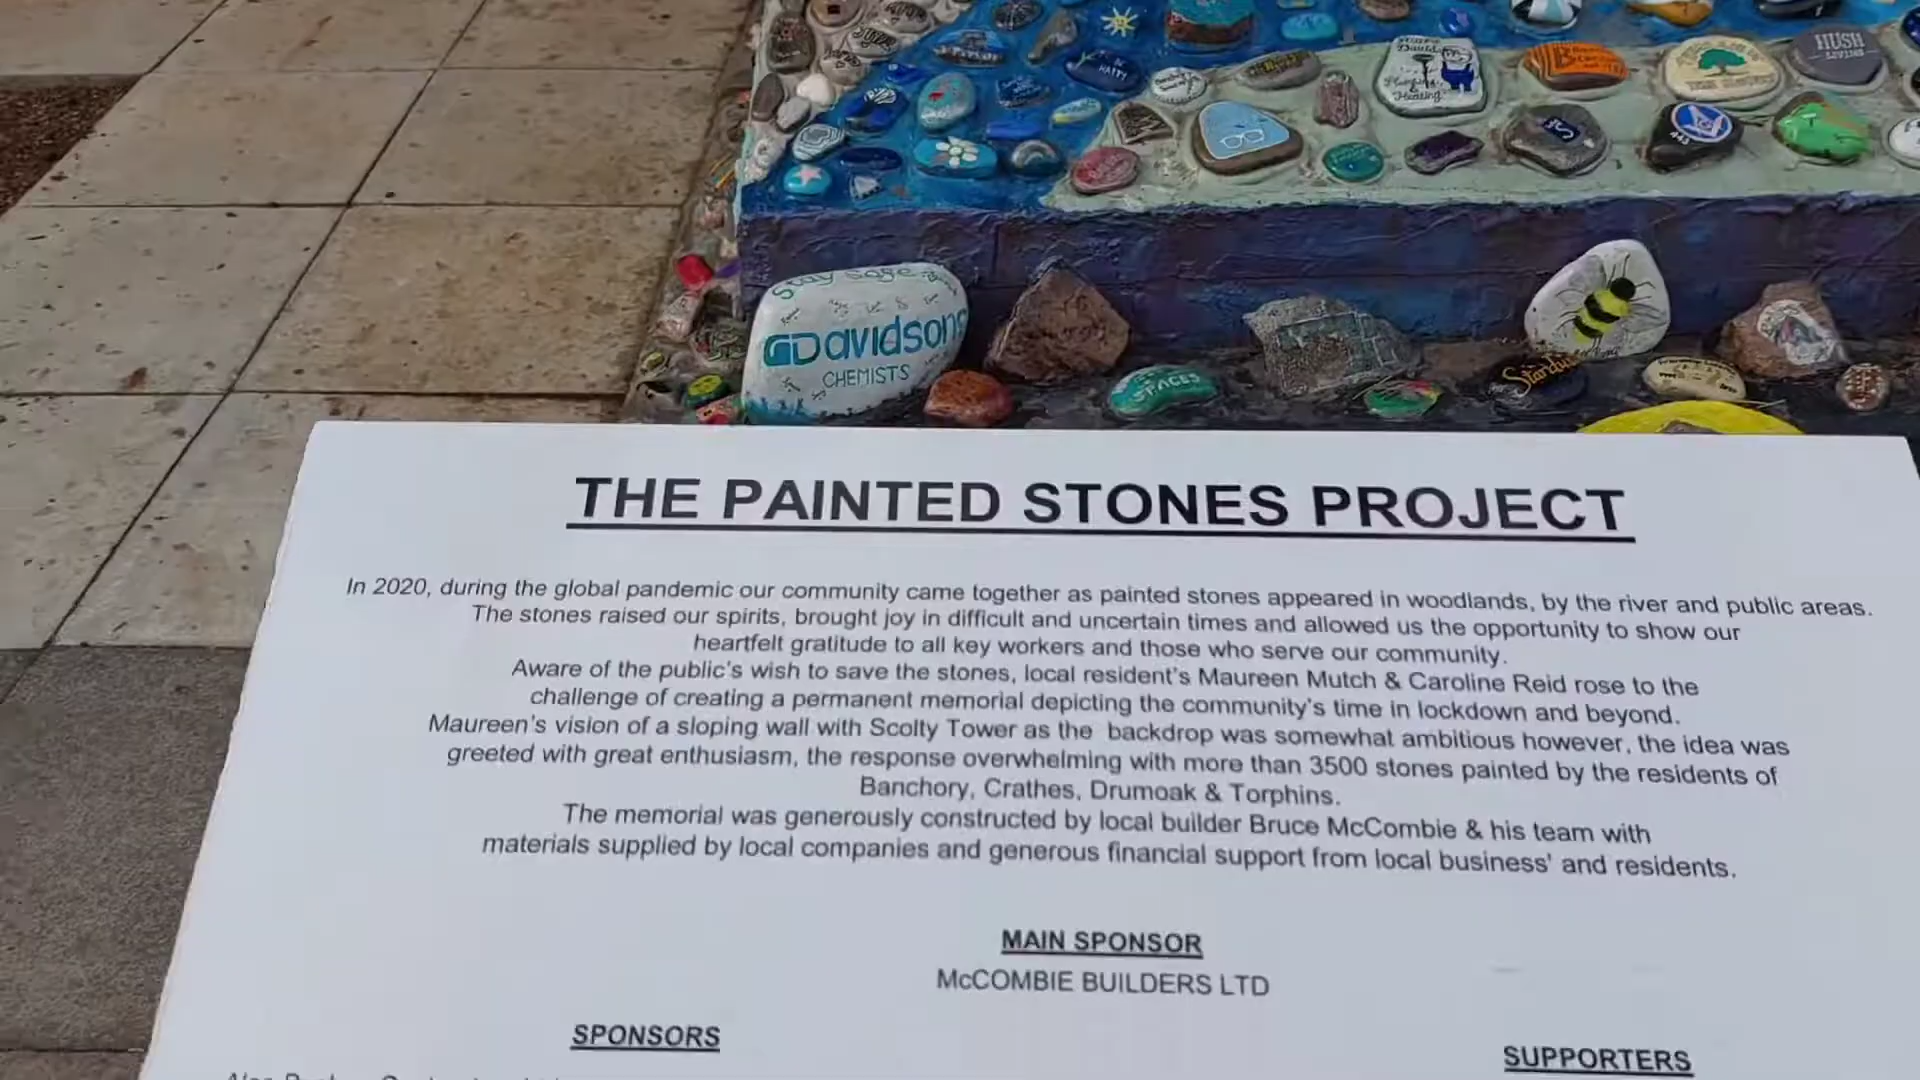 BE HAPPY
Plumbing
&
Heating
HUSH
LIVING
Stay Safe
Davidsons
CHEMISTS
SPACES
THE PAINTED STONES PROJECT
In 2020, during the global pandemic our community came together as painted stones appeared in woodlands, by the river and public areas.
The stones raised our spirits, brought joy in difficult and uncertain times and allowed us the opportunity to show our
heartfelt gratitude to all key workers and those who serve our community.
Aware of the public's wish to save the stones, local resident's Maureen Mutch & Caroline Reid rose to the
challenge of creating a permanent memorial depicting the community's time in lockdown and beyond.
Maureen's vision of a sloping wall with Scolty Tower as the backdrop was somewhat ambitious however, the idea was
greeted with great enthusiasm, the response overwhelming with more than 3500 stones painted by the residents of
Banchory, Crathes, Drumoak & Torphins.
The memorial was generously constructed by local builder Bruce McCombie & his team with
materials supplied by local companies and generous financial support from local business' and residents.
MAIN SPONSOR
McCOMBIE BUILDERS LTD
SPONSORS
SUPPORTERS